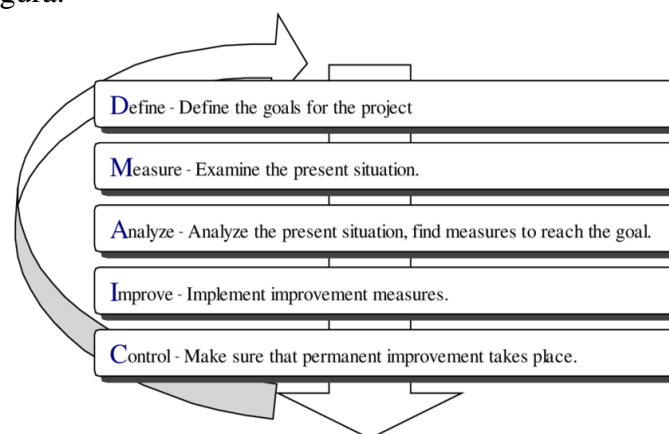 gura.
Define - Define the goals for the project
Measure - Examine the present situation.
Analyze - Analyze the present situation, find measures to reach the goal.
Improve - Implement improvement measures.
Control - Make sure that permanent improvement takes place.